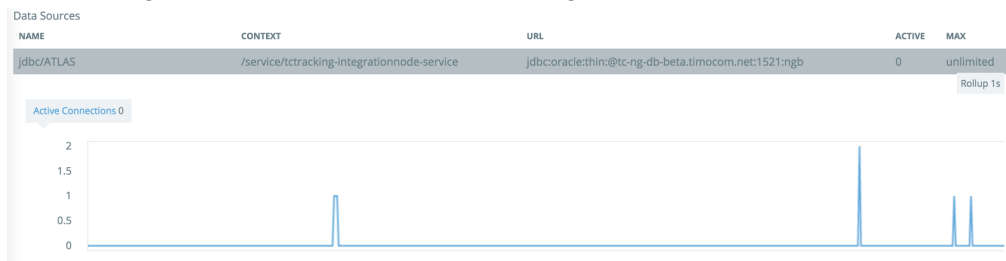 Data Sources
NAME CONTEXT URL ACTIVE MAX
jdbc/ATLAS /service/tctracking-integrationnode-service jdbc:oracle:thin:@tc-ng-db-beta.timocom.net:1521:ngb 0 unlimited
Rollup 1s
Active Connections 0
2
1.5
1
0.5
0